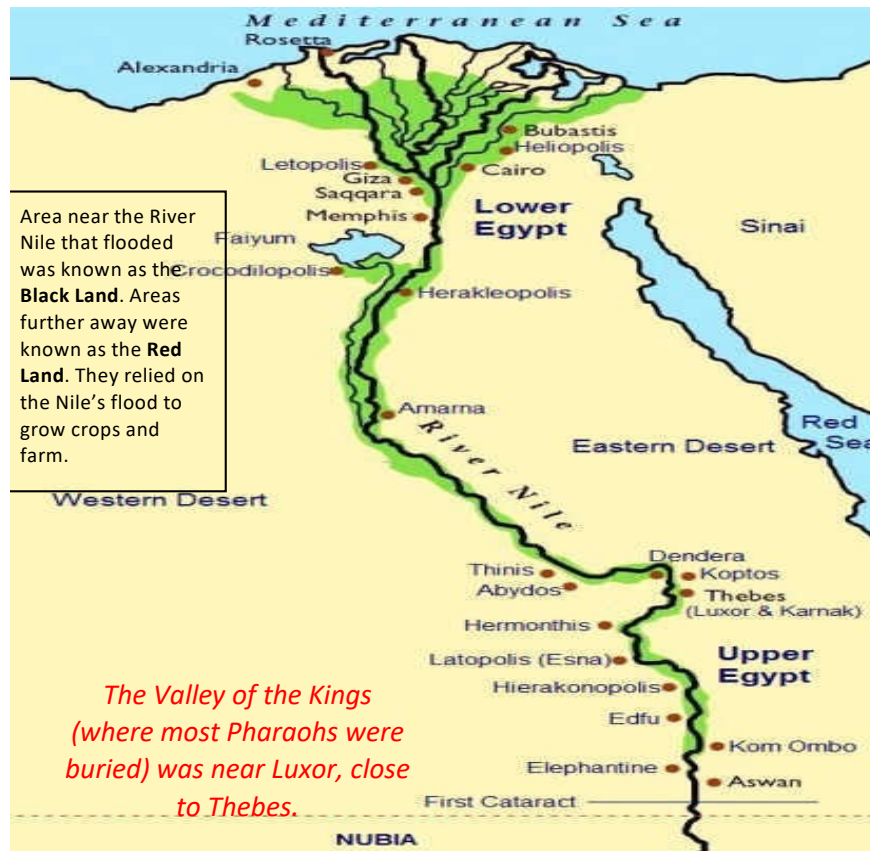 Mediterranean Sea
Rosetta
Alexandria
Bubastis
Heliopolis
Letopolis
Cairo
Giza
Saqqara
Lower
Egypt
Memphis
Sinai
Faiyum
Crocodilopolis
Herakleopolis
Area near the River
Nile that flooded
was known as the
Black Land. Areas
further away were
known as the Red
Land. They relied on
the Nile's flood to
grow crops and
farm.
Amarna
River Nile
Red
Sea
Eastern Desert
Western Desert
Dendera
Thinis
Koptos
Abydos
Thebes
(Luxor & Karnak)
Hermonthis
Latopolis (Esna)
Upper
Egypt
Hierakonopolis
Edfu
Kom Ombo
Elephantine
Aswan
First Cataract
The Valley of the Kings
(where most Pharaohs were
buried) was near Luxor, close
to Thebes.
NUBIA